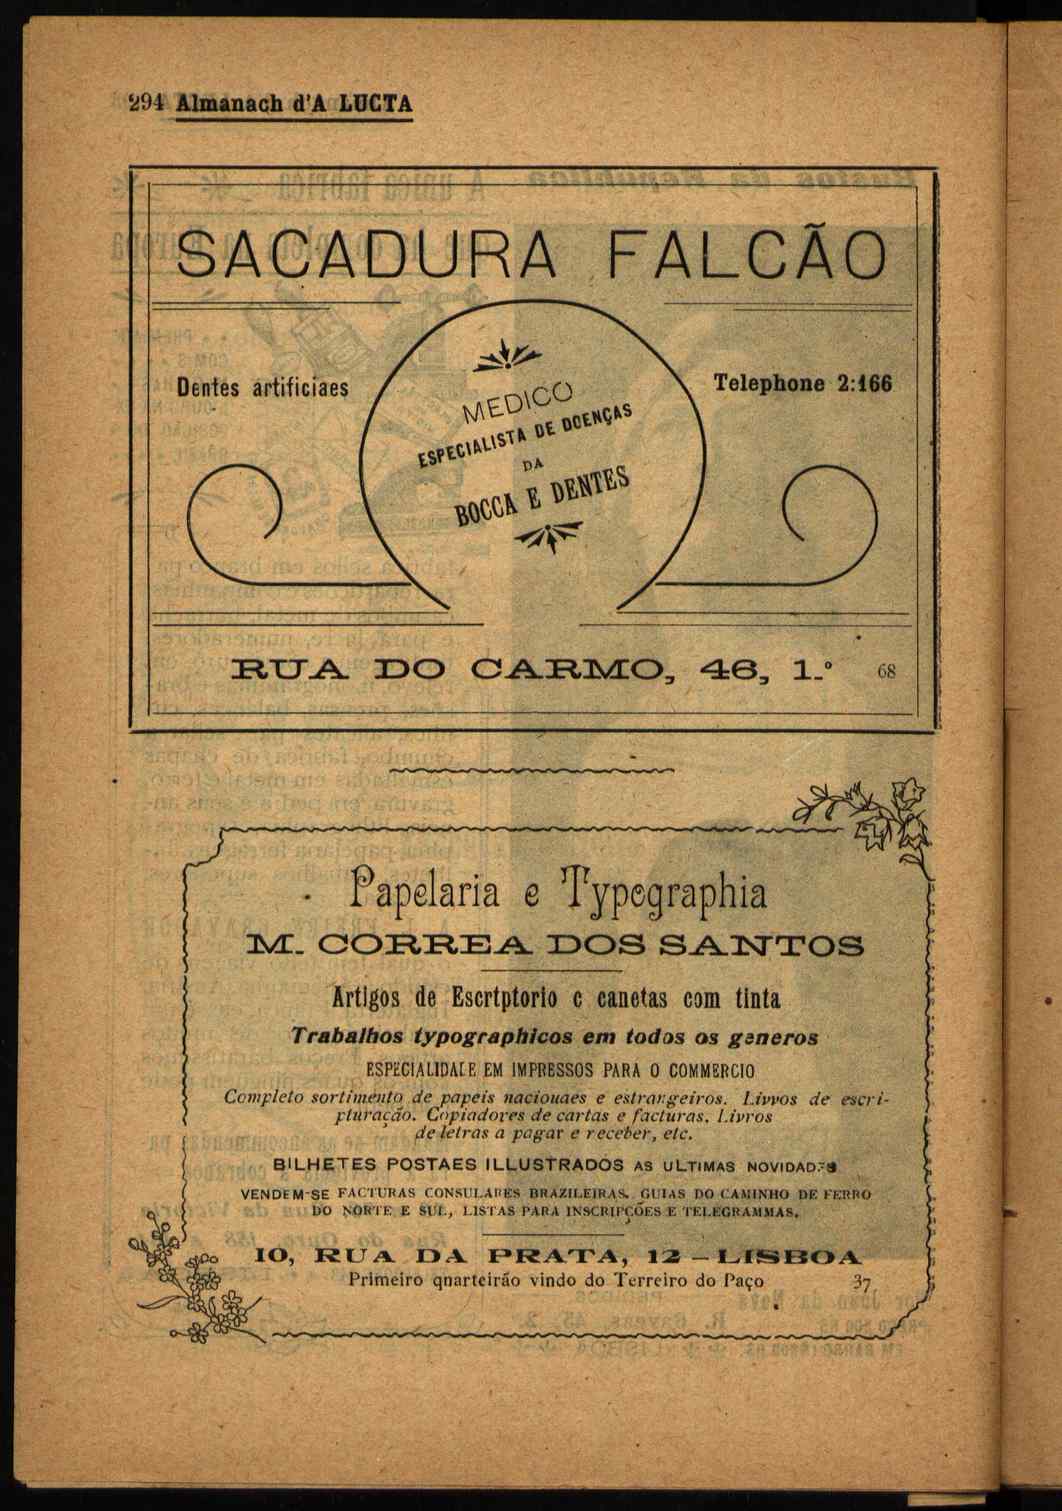 294 Almanach d'A LUCTA
SACADURA FALCÃO
Dentes artificiaes
Telephone 2:166
MEDICO
ESPECIALISTA DE DOENÇAS
DA
BOCCA E DENTES
RUA DO CARMO, 46, 1.º 68
Papelaria e Typographia
M. CORREA DOS SANTOS
Artigos de Escrtptorio e canetas com tinta
Trabalhos typographicos em todos os generos
ESPECIALIDADE EM IMPRESSOS PARA O COMMERCIO
Completo sortimento de papeis naciouaes e estrangeiros. Livvos de escri-
pturação. Copiadores de cartas e facturas. Livros
de letras a pagar e receber, etc.
BILHETES POSTAES ILLUSTRADOS AS ULTIMAS NOVIDADES
VENDEM-SE FACTURAS CONSULARES BRAZILEIRAS. GUIAS DO CAMINHO DE FERRO
DO NORTE E SUL, LISTAS PARA INSCRIPÇÕES E TELEGRAMMAS.
10, RUA DA PRATA, 12 – LISBOA
Primeiro qnarteirão vindo do Terreiro do Paço 37